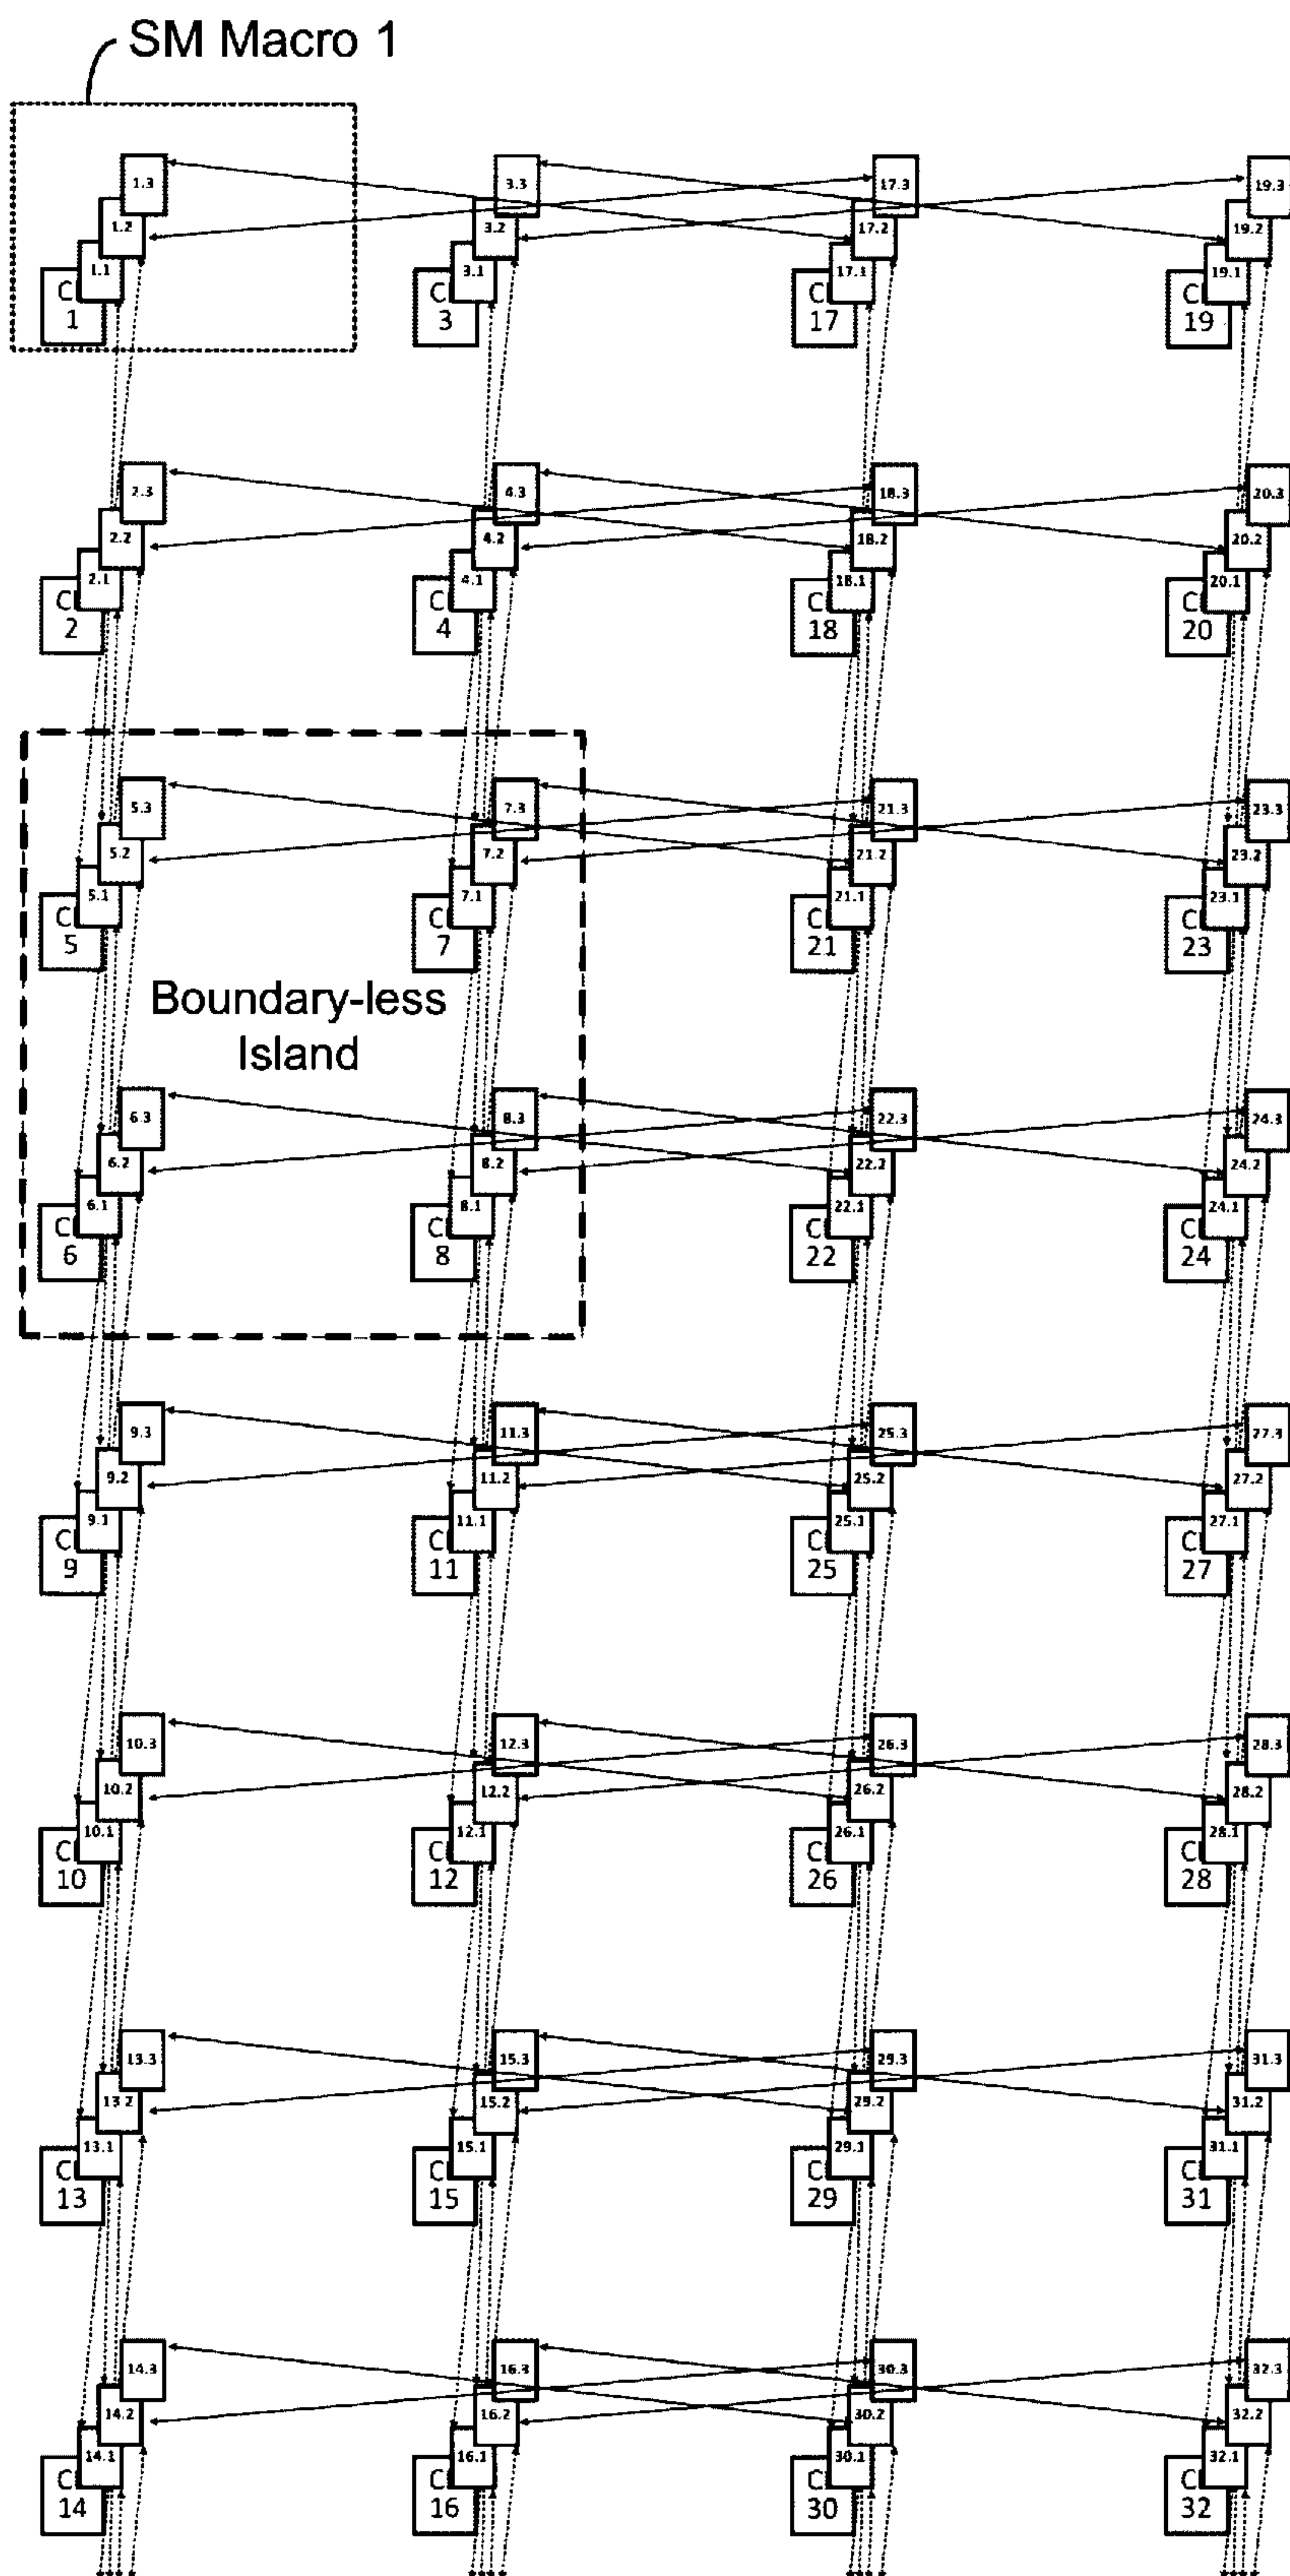 SM Macro 1
1.3 3.3 17.3 19.3
1.2 3.2 17.2 19.2
1.1 3.1 17.1 19.1
C C C C
1 3 17 19
2.3 4.3 18.3 20.3
2.2 4.2 18.2 20.2
2.1 4.1 18.1 20.1
C C C C
2 4 18 20
5.3 7.3 21.3 23.3
5.2 7.2 21.2 23.2
5.1 7.1 21.1 23.1
C C C C
5 7 21 23
Boundary-less
Island
6.3 8.3 22.3 24.3
6.2 8.2 22.2 24.2
6.1 8.1 22.1 24.1
C C C C
6 8 22 24
9.3 11.3 25.3 27.3
9.2 11.2 25.2 27.2
9.1 11.1 25.1 27.1
C C C C
9 11 25 27
10.3 12.3 26.3 28.3
10.2 12.2 26.2 28.2
10.1 12.1 26.1 28.1
C C C C
10 12 26 28
13.3 15.3 29.3 31.3
13.2 15.2 29.2 31.2
13.1 15.1 29.1 31.1
C C C C
13 15 29 31
14.3 16.3 30.3 32.3
14.2 16.2 30.2 32.2
14.1 16.1 30.1 32.1
C C C C
14 16 30 32